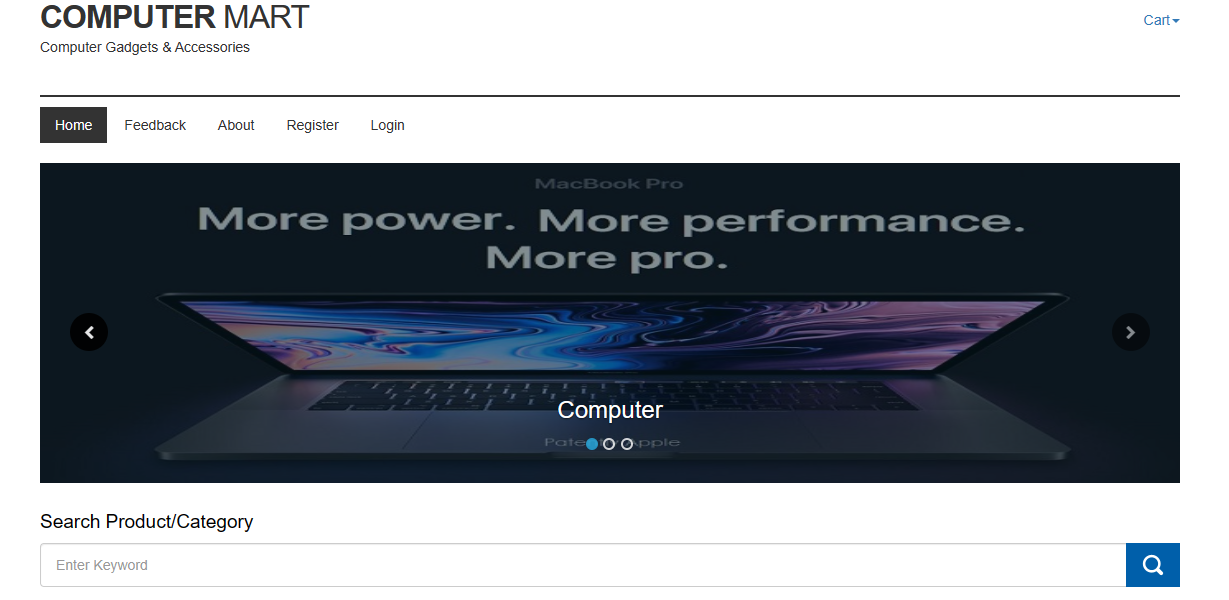 COMPUTER MART
Cart
Computer Gadgets & Accessories
Home Feedback About Register Login
MacBook Pro
More power. More performance.
More pro.
Computer
Apple
Search Product/Category
Enter Keyword